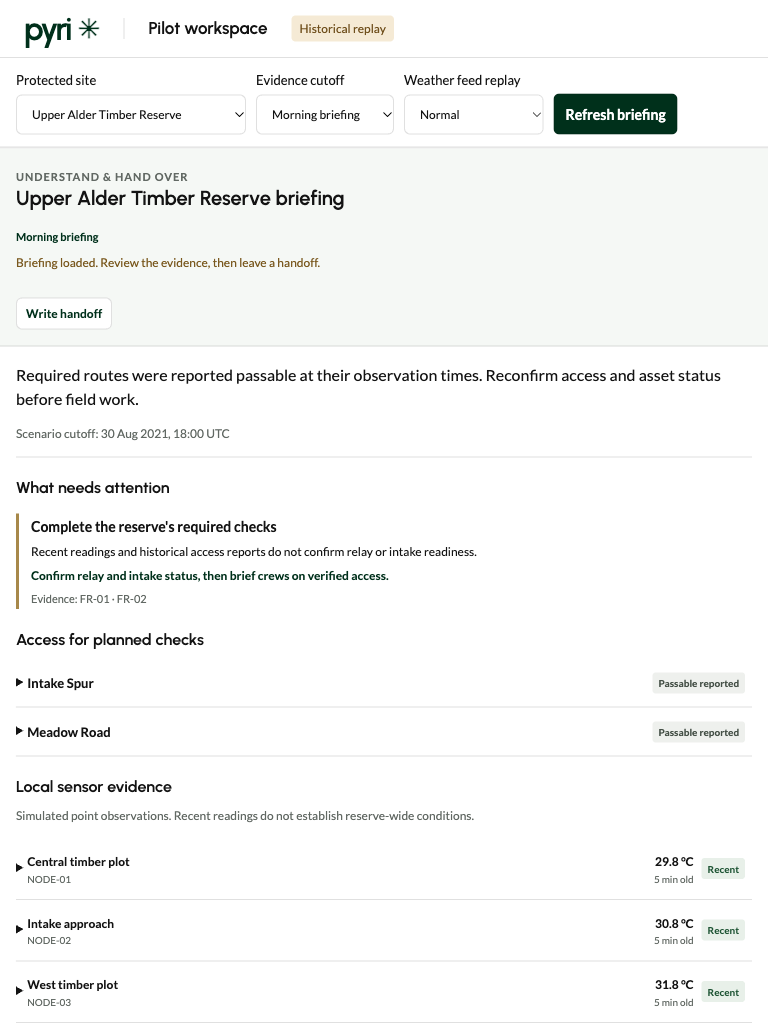 pyri
Pilot workspace
Historical replay
Protected site
Evidence cutoff
Weather feed replay
Upper Alder Timber Reserve
Morning briefing
Normal
Refresh briefing
UNDERSTAND & HAND OVER
Upper Alder Timber Reserve briefing
Morning briefing
Briefing loaded. Review the evidence, then leave a handoff.
Write handoff
Required routes were reported passable at their observation times. Reconfirm access and asset status
before field work.
Scenario cutoff: 30 Aug 2021, 18:00 UTC
What needs attention
Complete the reserve's required checks
Recent readings and historical access reports do not confirm relay or intake readiness.
Confirm relay and intake status, then brief crews on verified access.
Evidence: FR-01 · FR-02
Access for planned checks
Intake Spur
Passable reported
Meadow Road
Passable reported
Local sensor evidence
Simulated point observations. Recent readings do not establish reserve-wide conditions.
Central timber plot
29.8 °C
Recent
NODE-01
5 min old
Intake approach
30.8 °C
Recent
NODE-02
5 min old
West timber plot
31.8 °C
Recent
NODE-03
5 min old